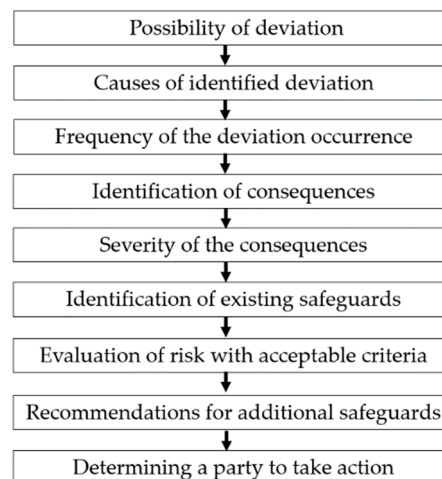 Possibility of deviation
Causes of identified deviation
Frequency of the deviation occurrence
Identification of consequences
Severity of the consequences
Identification of existing safeguards
Evaluation of risk with acceptable criteria
Recommendations for additional safeguards
Determining a party to take action